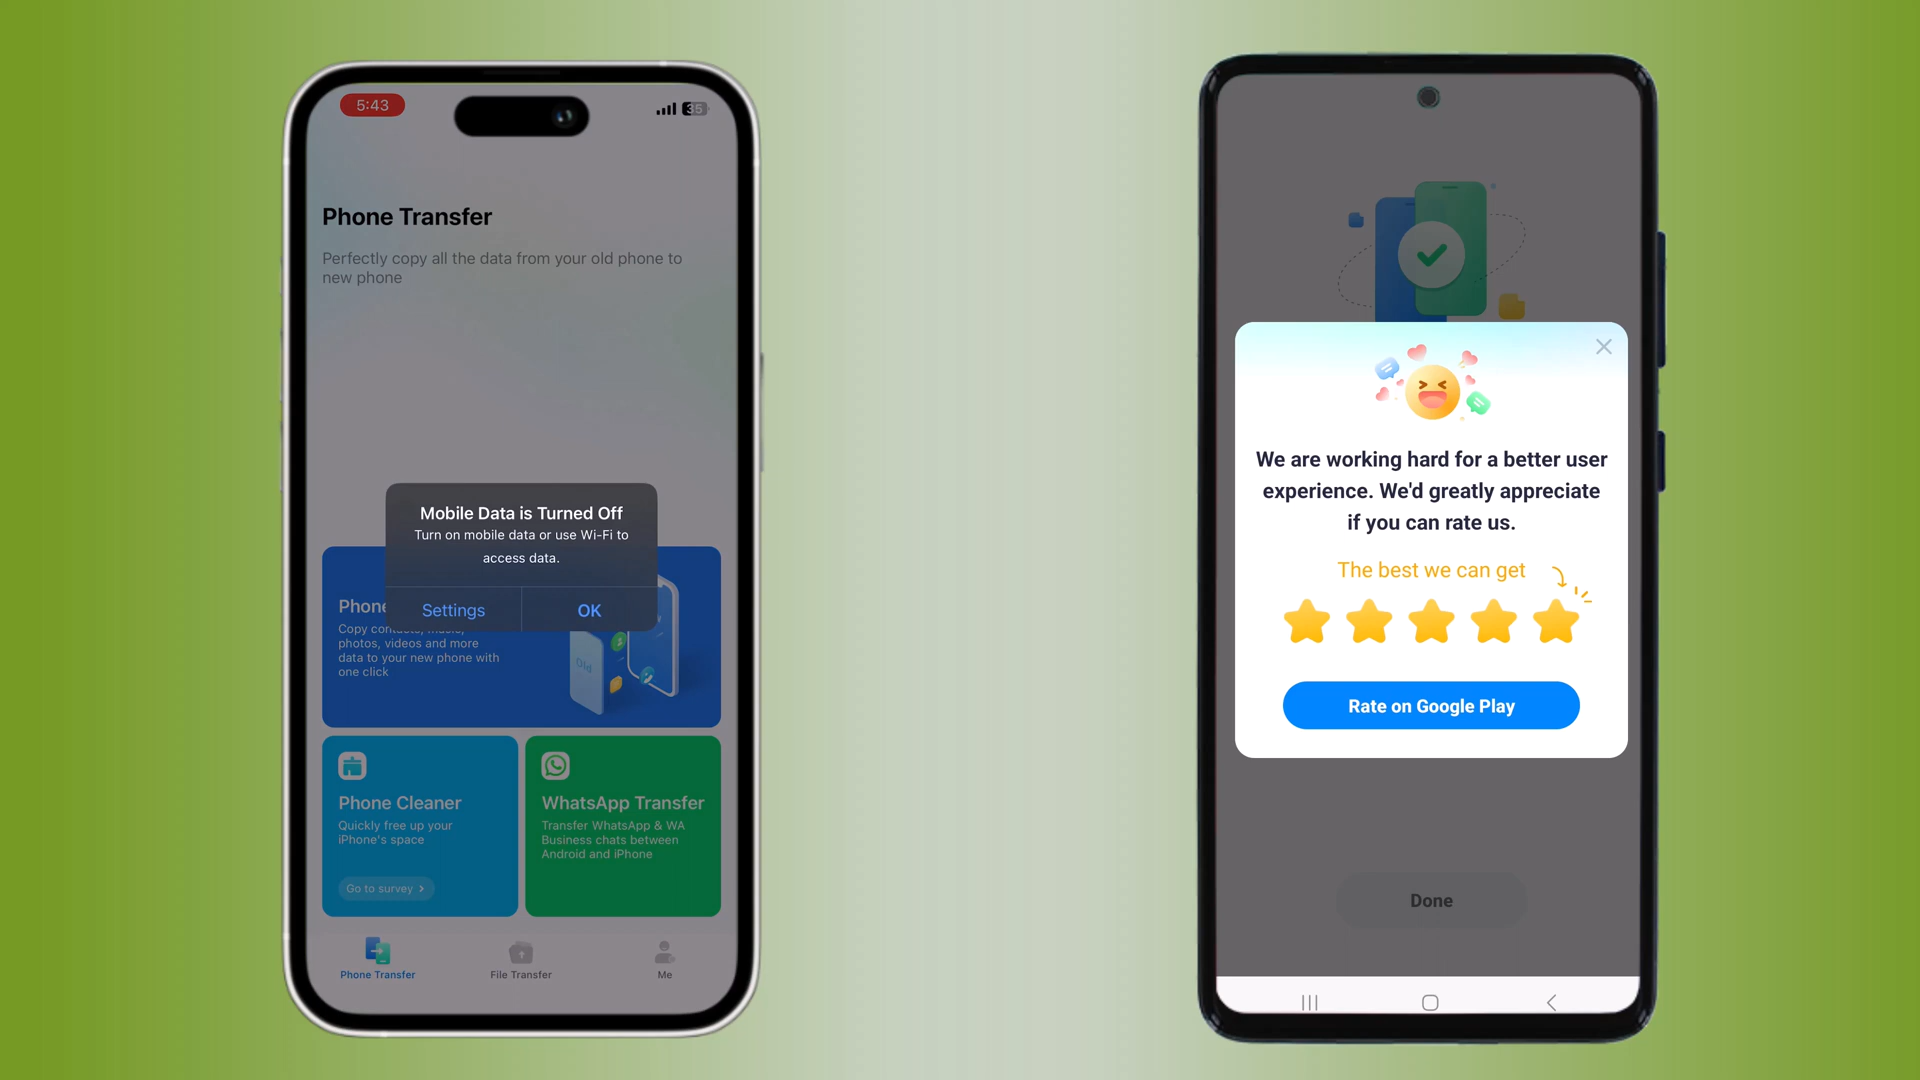 5:43
35
Phone Transfer
Perfectly copy all the data from your old phone to
new phone
Mobile Data is Turned Off
Turn on mobile data or use Wi-Fi to
access data.
Settings
OK
Phone
photos, videos and more
data to your new phone with
one click
Old
Phone Cleaner
Quickly free up your
iPhone's space
Go to survey >
WhatsApp Transfer
Transfer WhatsApp & WA
Business chats between
Android and iPhone
Phone Transfer
File Transfer
Me
We are working hard for a better user
experience. We'd greatly appreciate
if you can rate us.
The best we can get
Rate on Google Play
Done